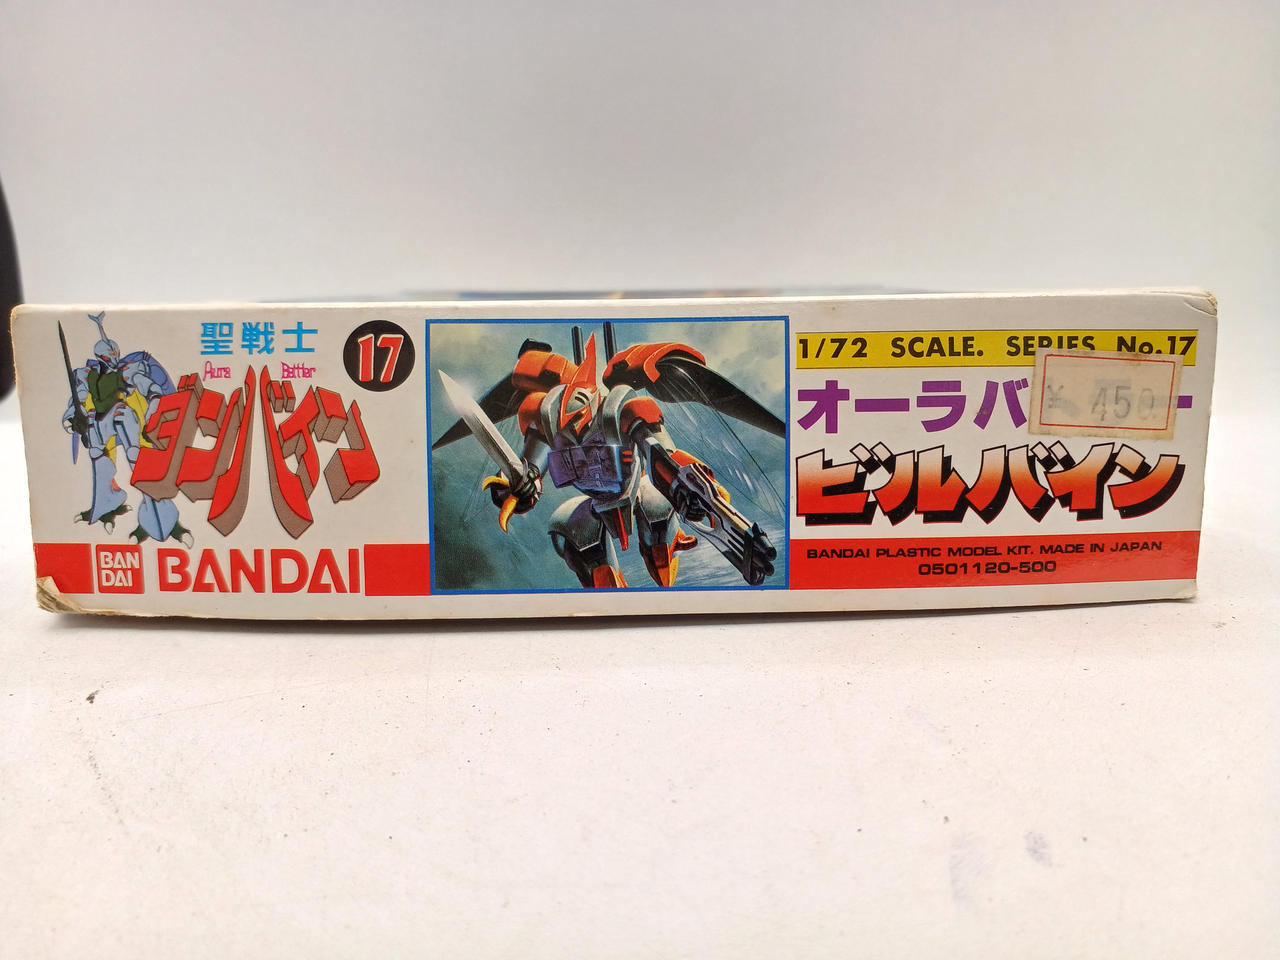 聖戦士
Aura Battler
ダンバイン
17
BAN
DAI
BANDAI
1/72 SCALE. SERIES No.17
¥ 450
オーラバ ー
ビルバイン
BANDAI PLASTIC MODEL KIT. MADE IN JAPAN
0501120-500